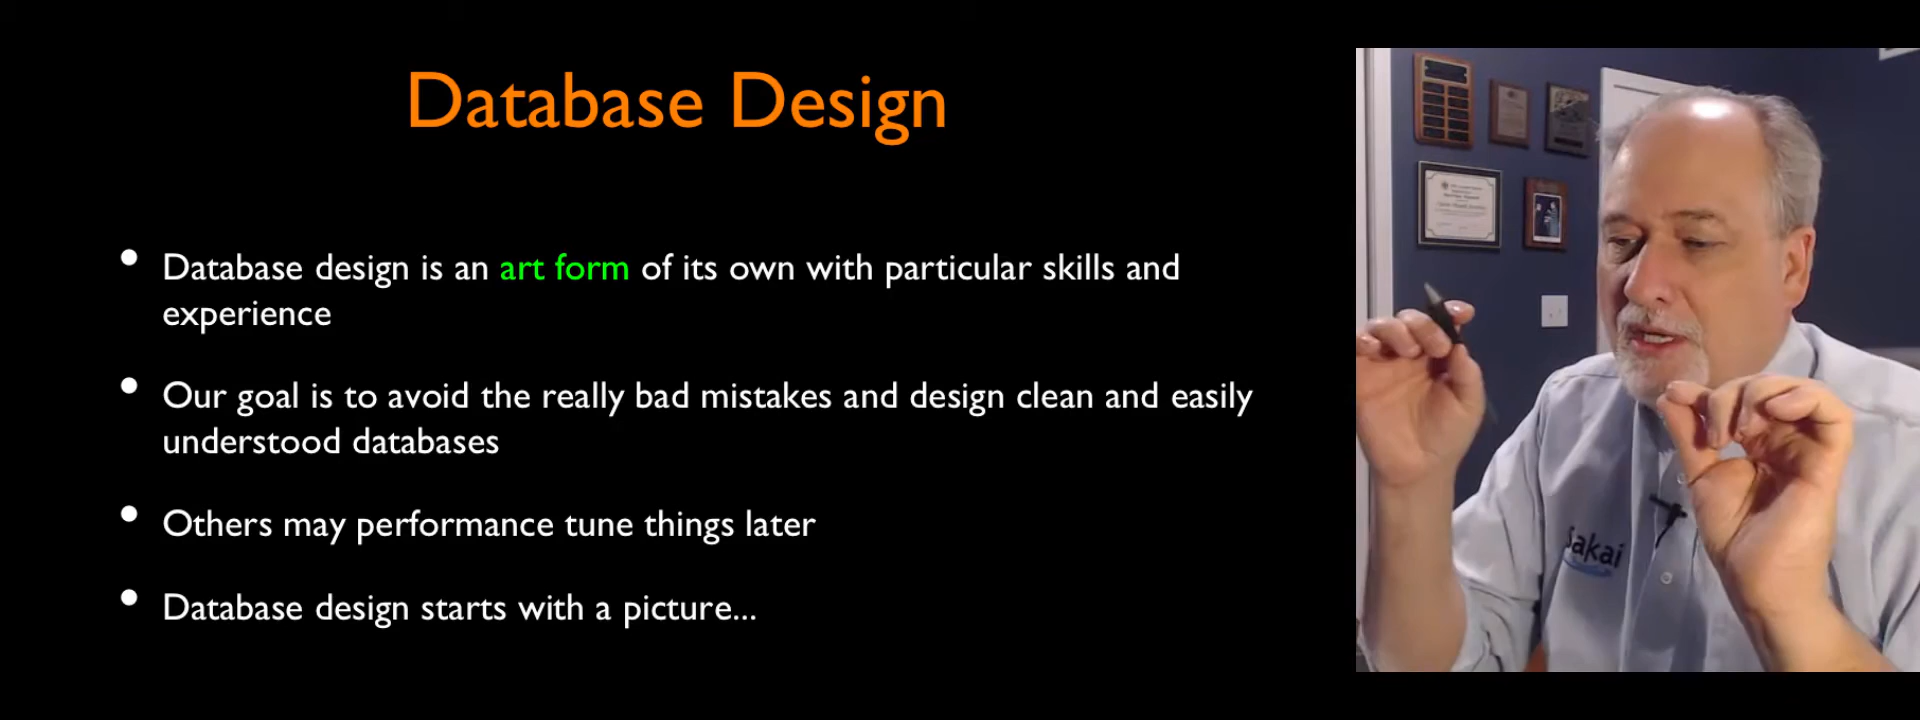 Database Design
• Database design is an art form of its own with particular skills and
experience
• Our goal is to avoid the really bad mistakes and design clean and easily
understood databases
• Others may performance tune things later
• Database design starts with a picture...
Sakai